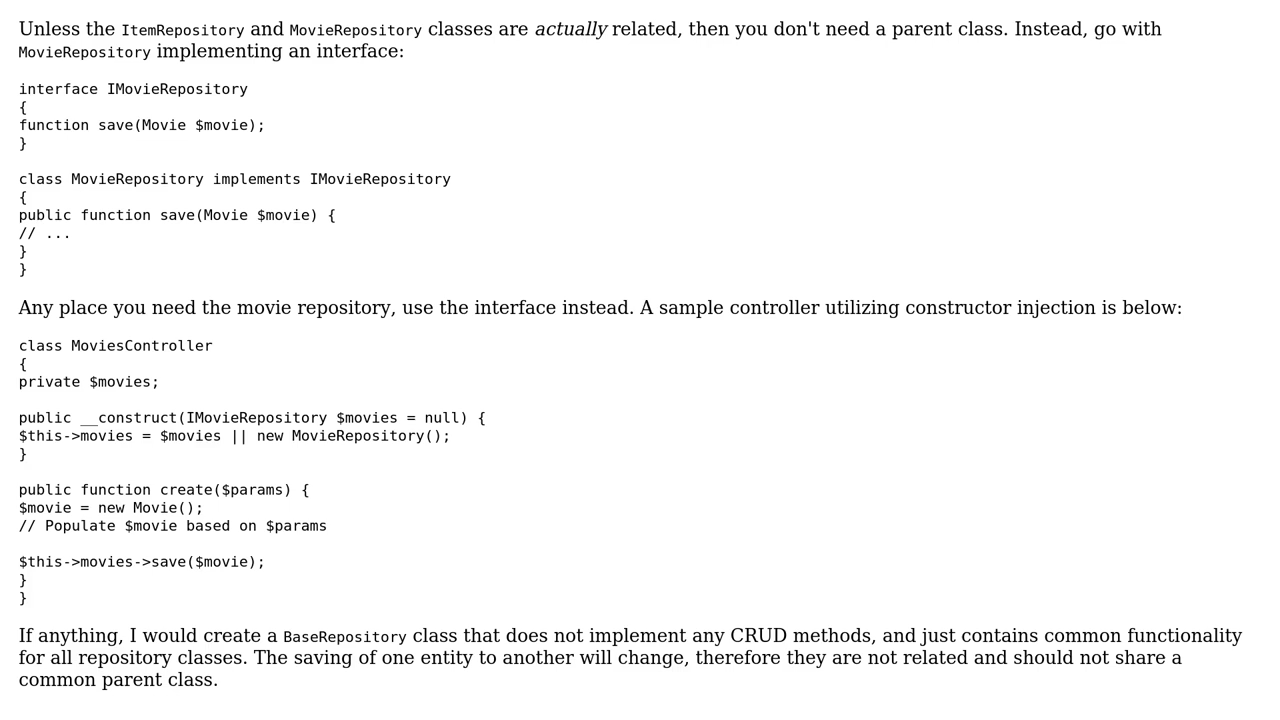 Unless the ItemRepository and MovieRepository classes are actually related, then you don't need a parent class. Instead, go with
MovieRepository implementing an interface:
interface IMovieRepository
{
function save(Movie $movie);
}
class MovieRepository implements IMovieRepository
{
public function save(Movie $movie) {
// ...
}
}
Any place you need the movie repository, use the interface instead. A sample controller utilizing constructor injection is below:
class MoviesController
{
private $movies;
public __construct(IMovieRepository $movies = null) {
$this->movies = $movies || new MovieRepository();
}
public function create($params) {
$movie = new Movie();
// Populate $movie based on $params
$this->movies->save($movie);
}
}
If anything, I would create a BaseRepository class that does not implement any CRUD methods, and just contains common functionality
for all repository classes. The saving of one entity to another will change, therefore they are not related and should not share a
common parent class.